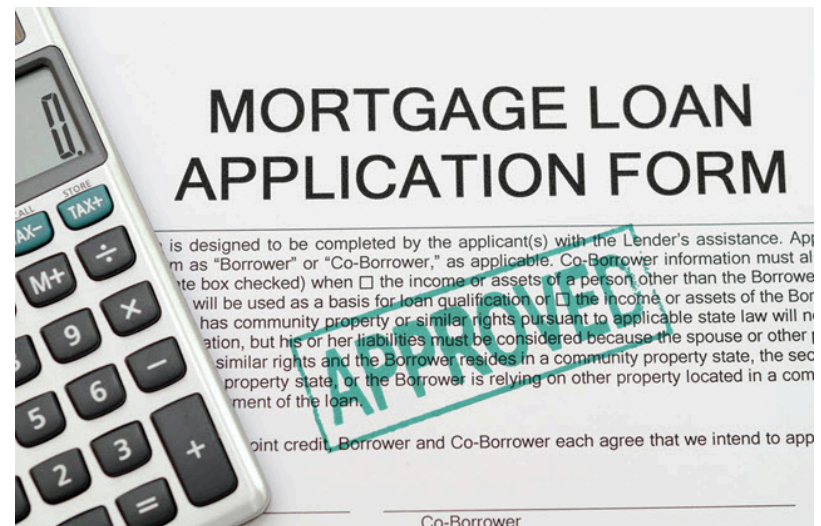 MORTGAGE LOAN
APPLICATION FORM
is designed to be completed by the applicant(s) with the Lender's assistance. App
m as "Borrower" or "Co-Borrower," as applicable. Co-Borrower information must al
te box checked) when ☐ the income or assets of a person other than the Borrowe
will be used as a basis for loan qualification or ☐ the income or assets of the Bor
has community property or similar rights pursuant to applicable state law will no
ation, but his or her liabilities must be considered because the spouse or other p
similar rights and the Borrower resides in a community property state, the sec
property state, or the Borrower is relying on other property located in a com
ment of the loan.
APPROVED
oint credit, Borrower and Co-Borrower each agree that we intend to app
Co-Borrower
0.
CALL
STORE
TAX+
M+
÷
9
×
6
−
5
3
+
2
=